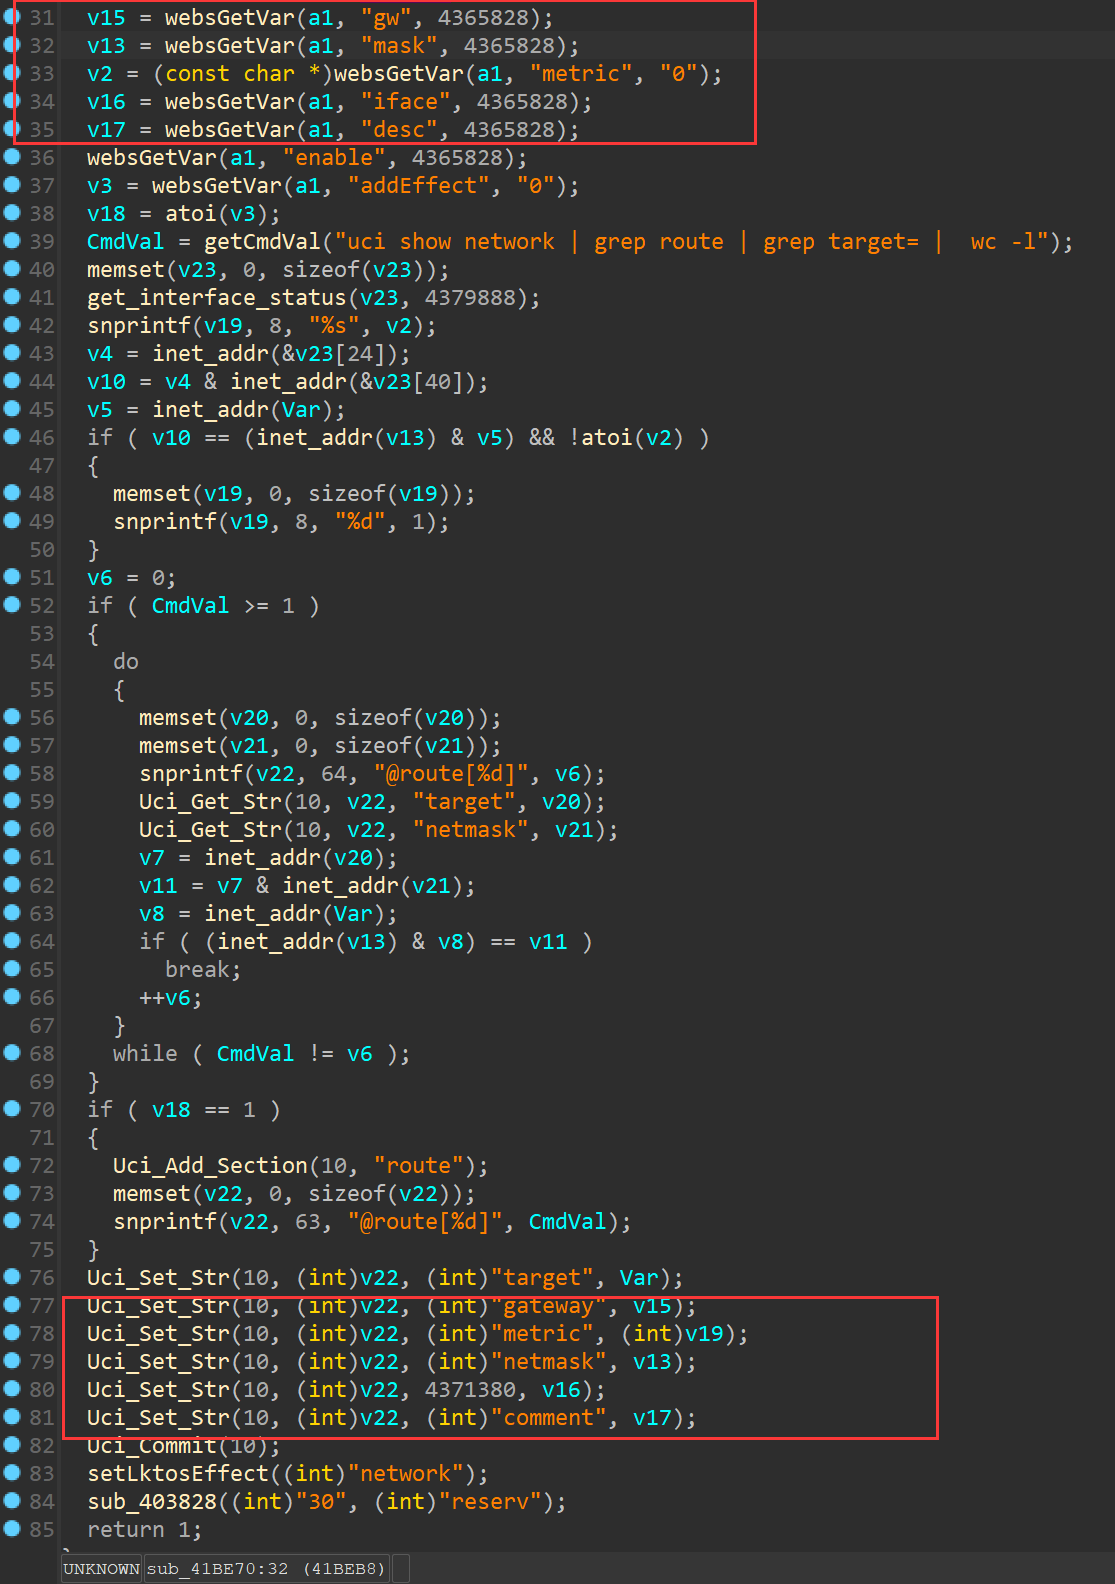 31 v15 = websGetVar(a1, "gw", 4365828);
32 v13 = websGetVar(a1, "mask", 4365828);
33 v2 = (const char *)websGetVar(a1, "metric", "0");
34 v16 = websGetVar(a1, "iface", 4365828);
35 v17 = websGetVar(a1, "desc", 4365828);
36 websGetVar(a1, "enable", 4365828);
37 v3 = websGetVar(a1, "addEffect", "0");
38 v18 = atoi(v3);
39 CmdVal = getCmdVal("uci show network | grep route | grep target= |  wc -l");
40 memset(v23, 0, sizeof(v23));
41 get_interface_status(v23, 4379888);
42 snprintf(v19, 8, "%s", v2);
43 v4 = inet_addr(&v23[24]);
44 v10 = v4 & inet_addr(&v23[40]);
45 v5 = inet_addr(Var);
46 if ( v10 == (inet_addr(v13) & v5) && !atoi(v2) )
47 {
48 memset(v19, 0, sizeof(v19));
49 snprintf(v19, 8, "%d", 1);
50 }
51 v6 = 0;
52 if ( CmdVal >= 1 )
53 {
54 do
55 {
56 memset(v20, 0, sizeof(v20));
57 memset(v21, 0, sizeof(v21));
58 snprintf(v22, 64, "@route[%d]", v6);
59 Uci_Get_Str(10, v22, "target", v20);
60 Uci_Get_Str(10, v22, "netmask", v21);
61 v7 = inet_addr(v20);
62 v11 = v7 & inet_addr(v21);
63 v8 = inet_addr(Var);
64 if ( (inet_addr(v13) & v8) == v11 )
65 break;
66 ++v6;
67 }
68 while ( CmdVal != v6 );
69 }
70 if ( v18 == 1 )
71 {
72 Uci_Add_Section(10, "route");
73 memset(v22, 0, sizeof(v22));
74 snprintf(v22, 63, "@route[%d]", CmdVal);
75 }
76 Uci_Set_Str(10, (int)v22, (int)"target", Var);
77 Uci_Set_Str(10, (int)v22, (int)"gateway", v15);
78 Uci_Set_Str(10, (int)v22, (int)"metric", (int)v19);
79 Uci_Set_Str(10, (int)v22, (int)"netmask", v13);
80 Uci_Set_Str(10, (int)v22, 4371380, v16);
81 Uci_Set_Str(10, (int)v22, (int)"comment", v17);
82 Uci_Commit(10);
83 setLktosEffect((int)"network");
84 sub_403828((int)"30", (int)"reserv");
85 return 1;
UNKNOWN sub_41BE70:32 (41BEB8)